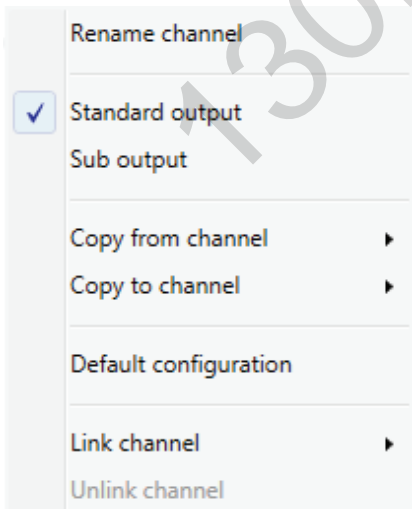 Rename channel
Standard output
Sub output
Copy from channel
Copy to channel
Default configuration
Link channel
Unlink channel